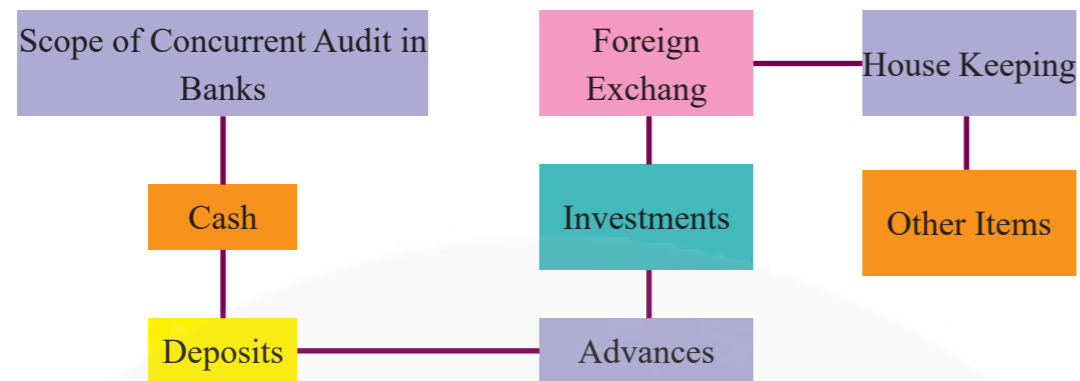 Scope of Concurrent Audit in
Banks
Cash
Deposits
Advances
Investments
Foreign
Exchang
House Keeping
Other Items